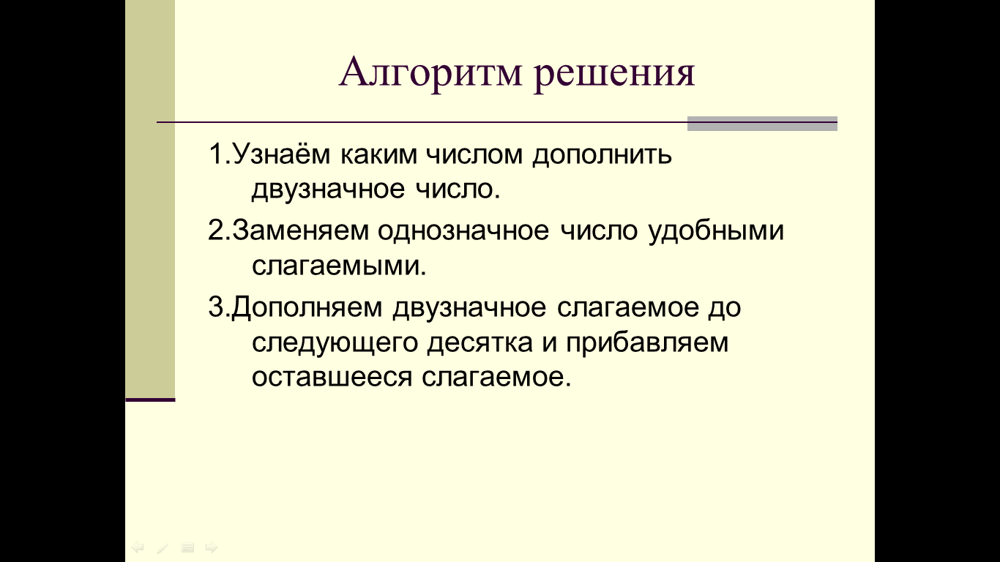 Алгоритм решения
1.Узнаём каким числом дополнить
двузначное число.
2.Заменяем однозначное число удобными
слагаемыми.
3.Дополняем двузначное слагаемое до
следующего десятка и прибавляем
оставшееся слагаемое.